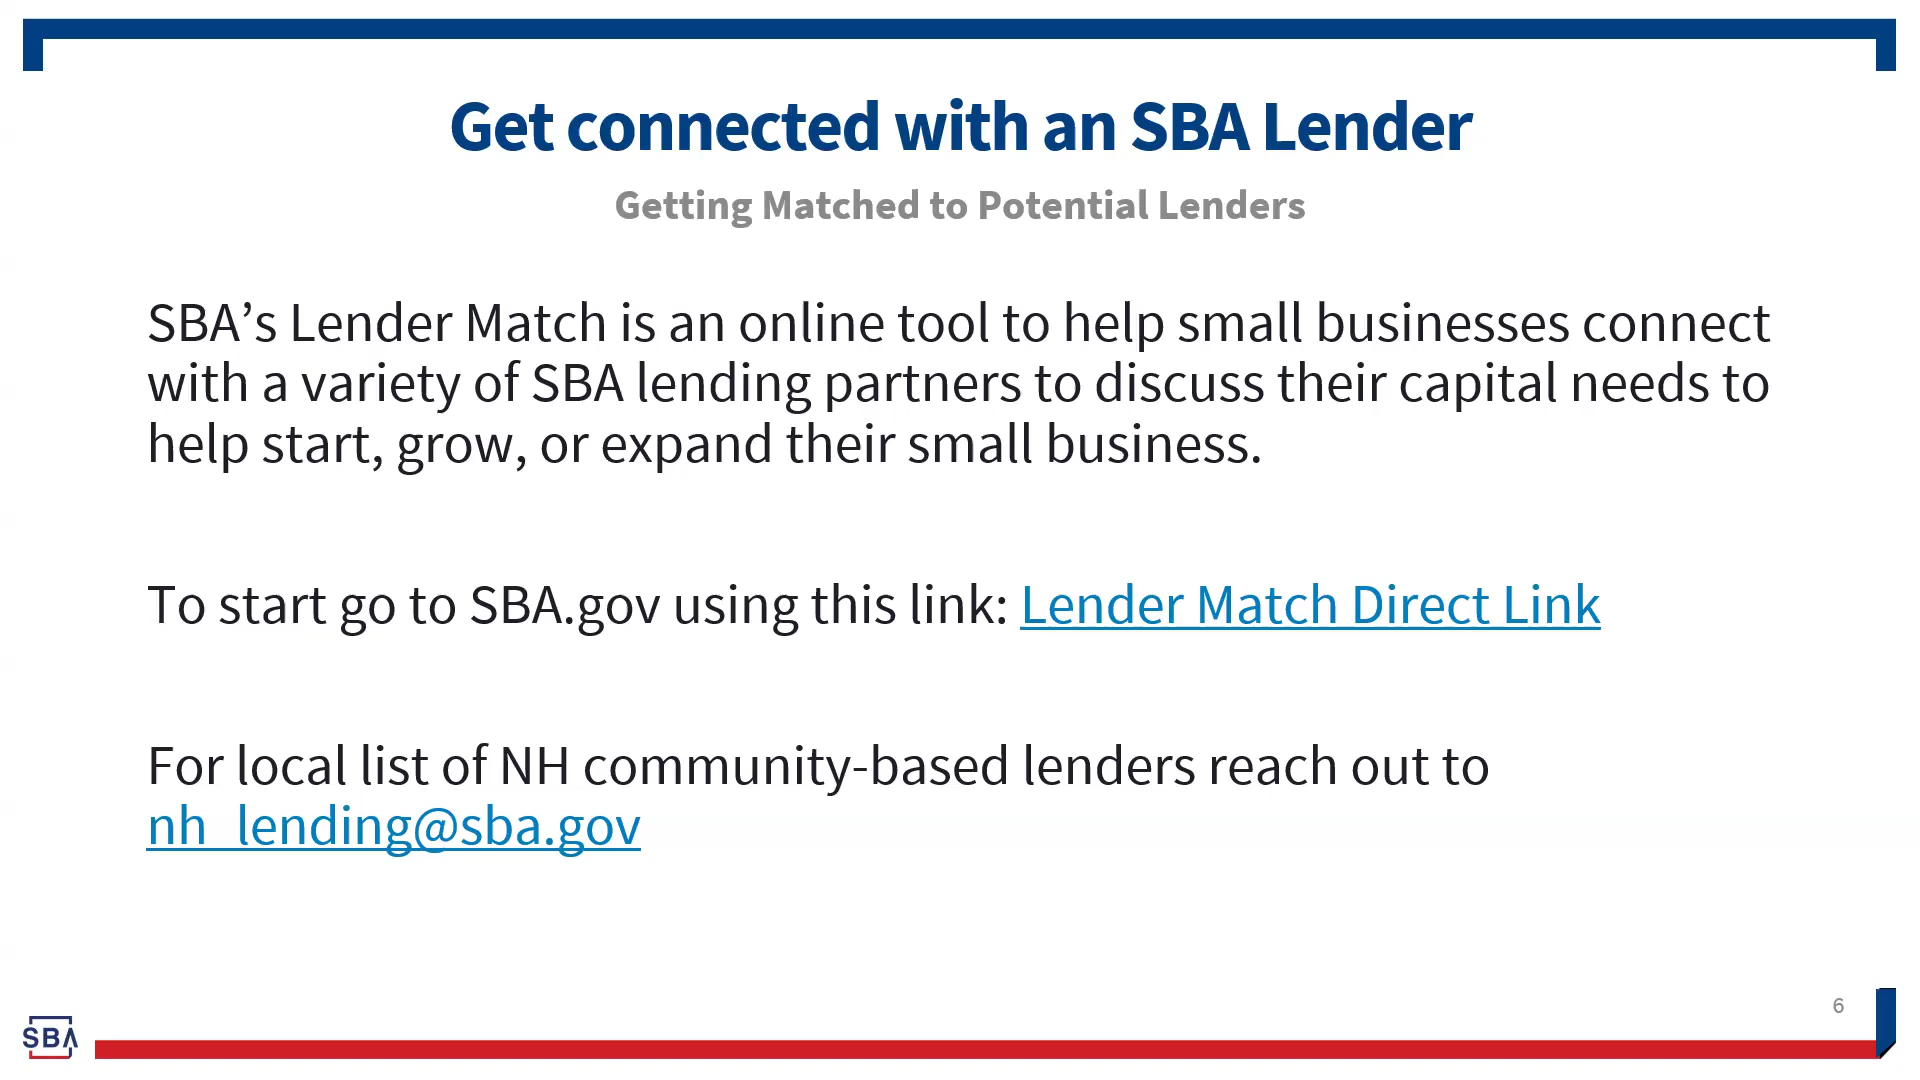 Get connected with an SBA Lender
Getting Matched to Potential Lenders
SBA’s Lender Match is an online tool to help small businesses connect
with a variety of SBA lending partners to discuss their capital needs to
help start, grow, or expand their small business.
To start go to SBA.gov using this link: Lender Match Direct Link
For local list of NH community-based lenders reach out to
nh_lending@sba.gov
6
SBA